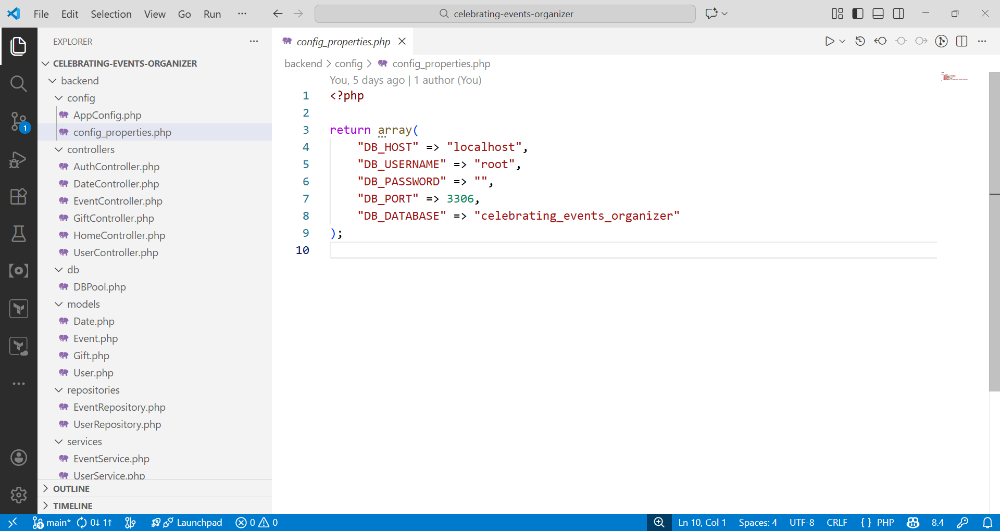 File Edit Selection View Go Run ··· celebrating-events-organizer
EXPLORER ···
CELEBRATING-EVENTS-ORGANIZER
backend
config
AppConfig.php
config_properties.php
controllers
AuthController.php
DateController.php
EventController.php
GiftController.php
HomeController.php
UserController.php
db
DBPool.php
models
Date.php
Event.php
Gift.php
User.php
repositories
EventRepository.php
UserRepository.php
services
EventService.php
UserService.php
OUTLINE
TIMELINE
1
config_properties.php
backend > config > config_properties.php
You, 5 days ago | 1 author (You)
1 <?php
2
3 return array(
4     "DB_HOST" => "localhost",
5     "DB_USERNAME" => "root",
6     "DB_PASSWORD" => "",
7     "DB_PORT" => 3306,
8     "DB_DATABASE" => "celebrating_events_organizer"
9 );
10
main* 0↓ 1↑ Launchpad 0 0 Ln 10, Col 1 Spaces: 4 UTF-8 CRLF { } PHP 8.4